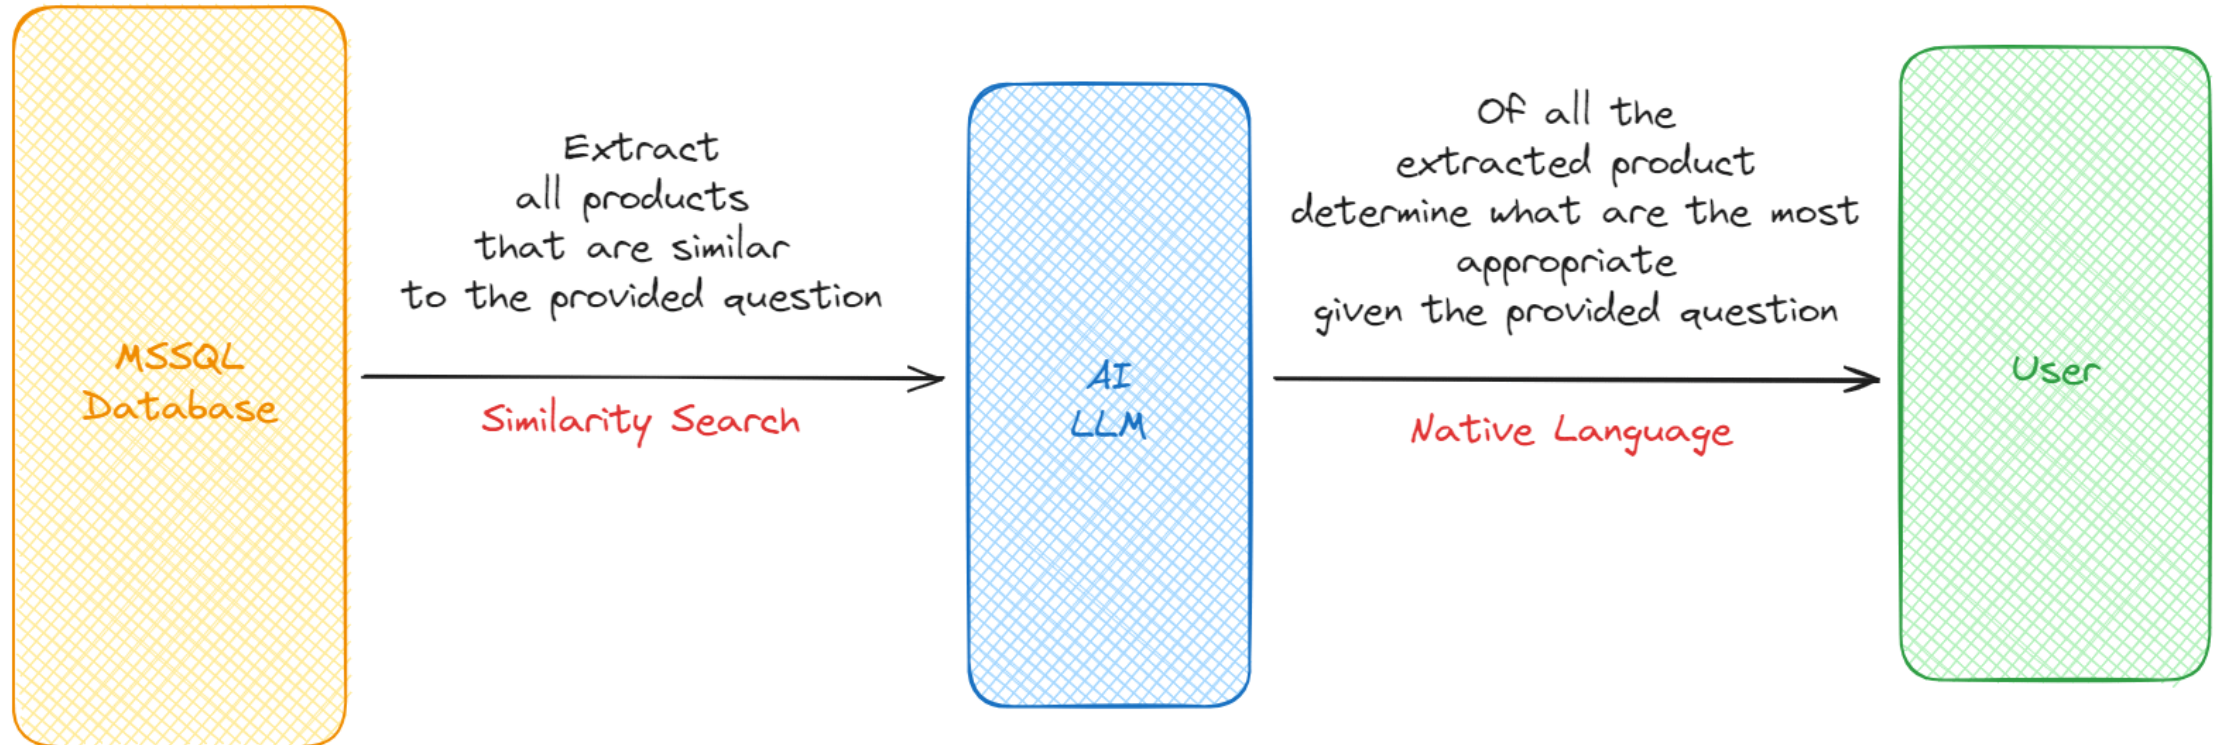 MSSQL
Database
Extract
all products
that are similar
to the provided question
Similarity Search
AI
LLM
Of all the
extracted product
determine what are the most
appropriate
given the provided question
Native Language
User